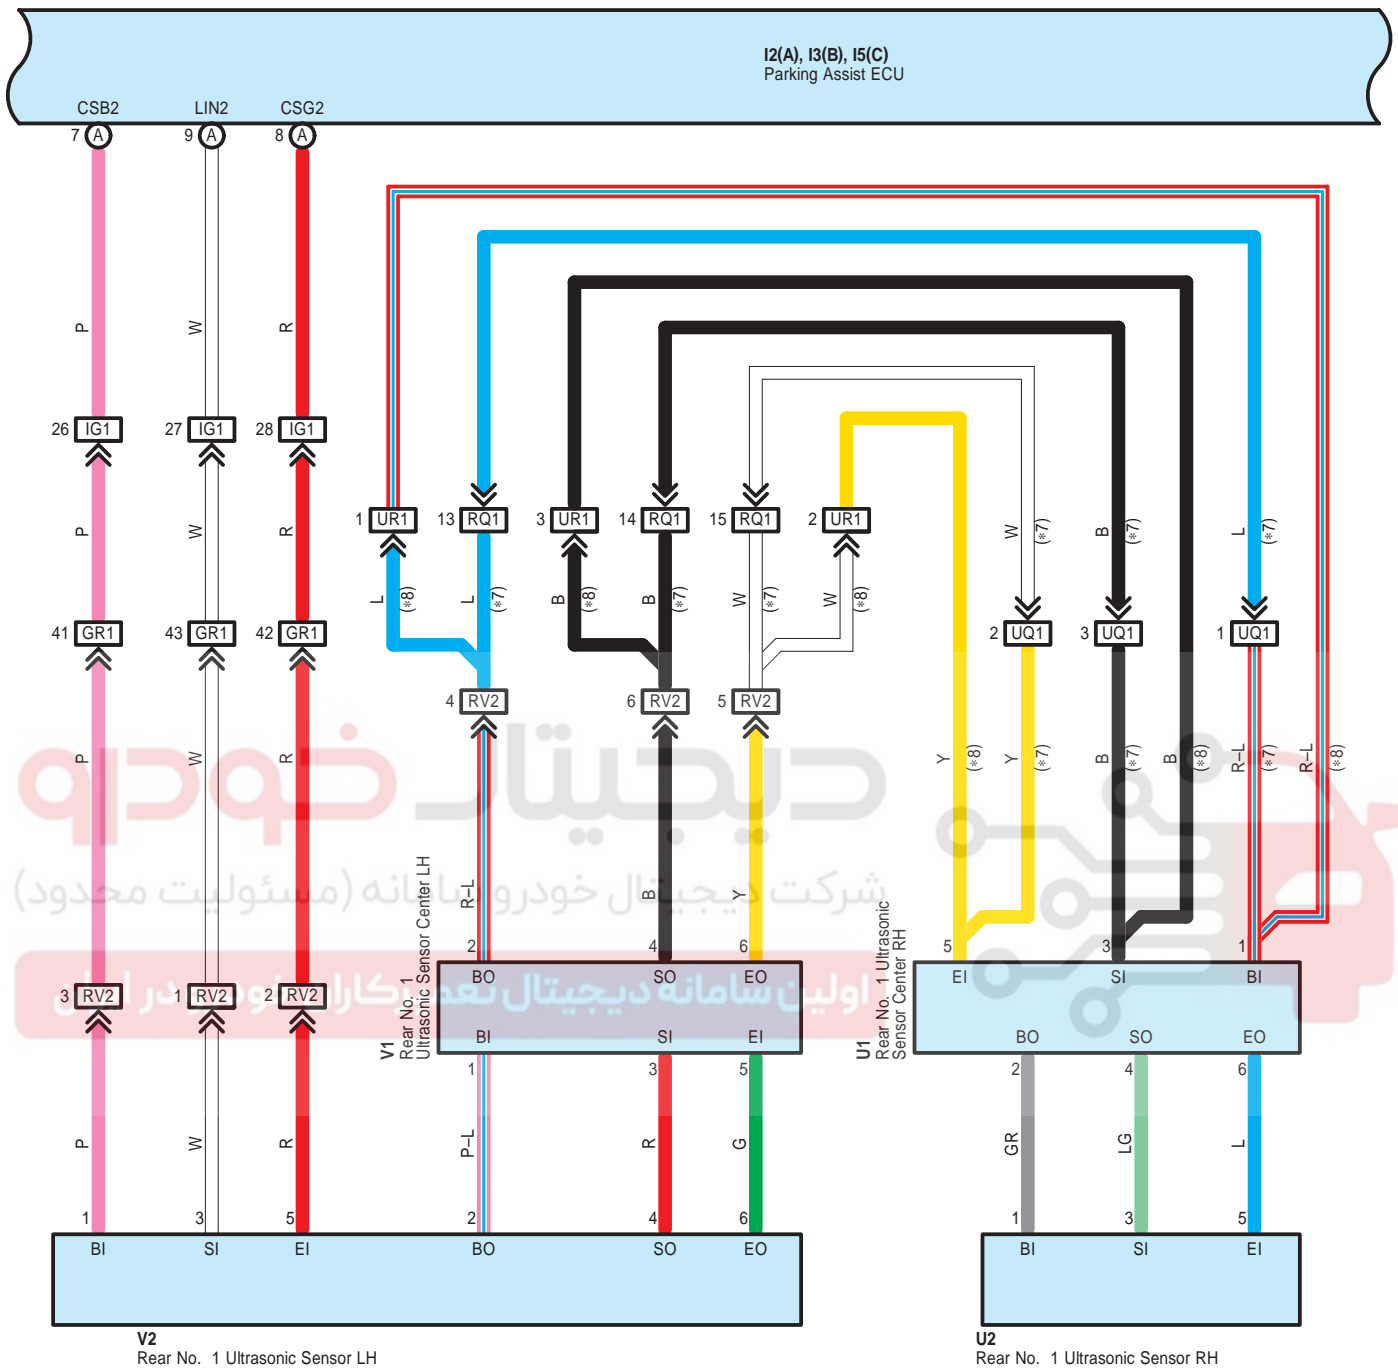 I2(A), I3(B), I5(C)
Parking Assist ECU
CSB2 LIN2 CSG2
7 A 9 A 8 A
P W R
26 IG1 27 IG1 28 IG1
P W R
1 UR1 13 RQ1 3 UR1 14 RQ1 15 RQ1 2 UR1
W (*7) B (*7) L (*7)
L (*8) L (*7) B (*8) B (*7) W (*7) W (*8)
41 GR1 43 GR1 42 GR1
2 UQ1 3 UQ1 1 UQ1
4 RV2 6 RV2 5 RV2
P W R
Y (*8) Y (*7) B (*7) B (*8) R–L (*7) R–L (*8)
دیجیتال خودرو
شرکت دیجیتال خودرو سامانه (مسئولیت محدود)
R–L B Y
2 4 6
5 3 1
اولین سامانه دیجیتال تعمیرکاران خودرو در ایران
BO SO EO
EI SI BI
3 RV2 1 RV2 2 RV2
BI SI EI
BO SO EO
V1
Rear No. 1
Ultrasonic Sensor Center LH
U1
Rear No. 1 Ultrasonic
Sensor Center RH
1 3 5
2 4 6
P W R P–L R G
GR LG L
1 3 5 2 4 6
1 3 5
BI SI EI BO SO EO
BI SI EI
V2
Rear No. 1 Ultrasonic Sensor LH
U2
Rear No. 1 Ultrasonic Sensor RH